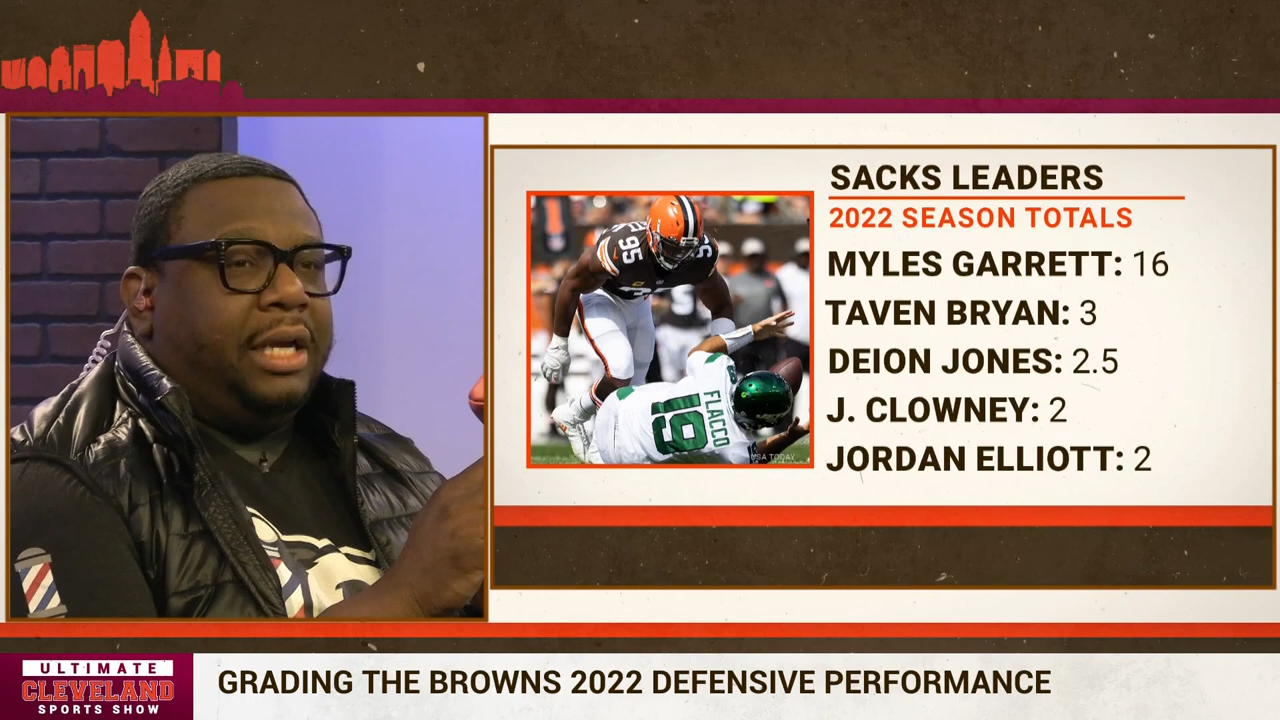 SACKS LEADERS
2022 SEASON TOTALS
MYLES GARRETT: 16
TAVEN BRYAN: 3
DEION JONES: 2.5
J. CLOWNEY: 2
JORDAN ELLIOTT: 2
95
FLACCO
19
USA TODAY
ULTIMATE
CLEVELAND
SPORTS SHOW
GRADING THE BROWNS 2022 DEFENSIVE PERFORMANCE